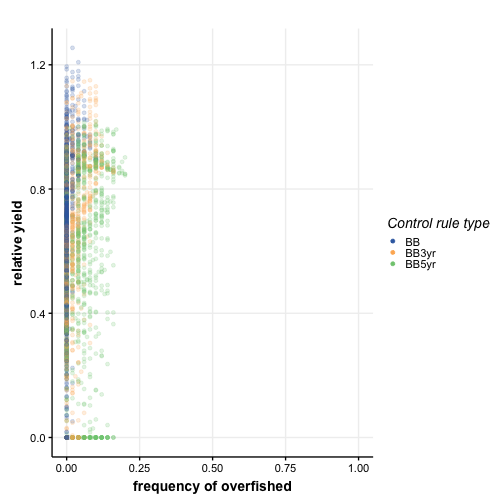 1.2
0.8
0.4
0.0
relative yield
0.00 0.25 0.50 0.75 1.00
frequency of overfished
Control rule type
BB
BB3yr
BB5yr